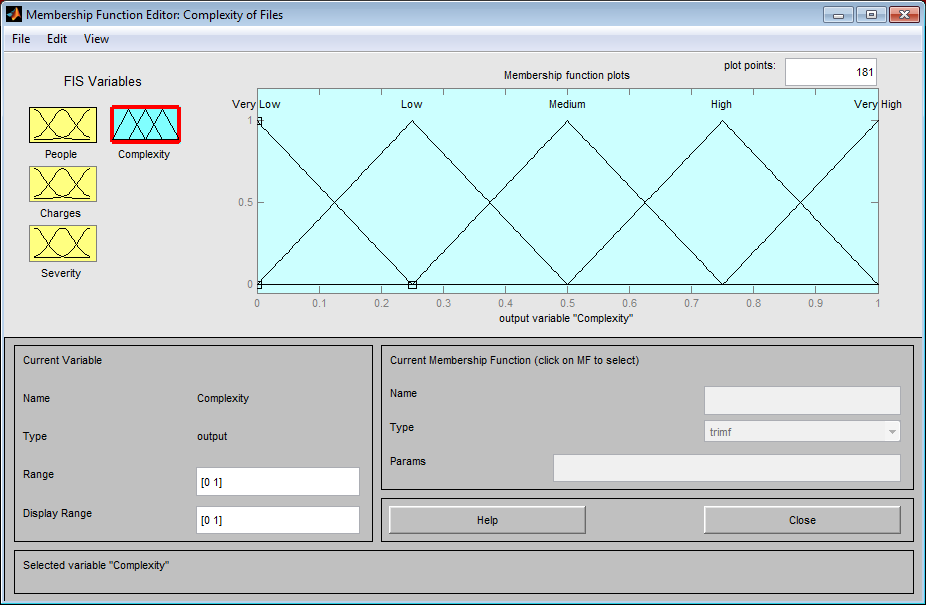 Membership Function Editor: Complexity of Files
File Edit View
FIS Variables
People
Complexity
Charges
Severity
Membership function plots
plot points:
181
Very Low
Low
Medium
High
Very High
1
0.5
0
0 0.1 0.2 0.3 0.4 0.5 0.6 0.7 0.8 0.9 1
output variable "Complexity"
Current Variable
Name Complexity
Type output
Range [0 1]
Display Range [0 1]
Current Membership Function (click on MF to select)
Name
Type trimf
Params
Help
Close
Selected variable "Complexity"